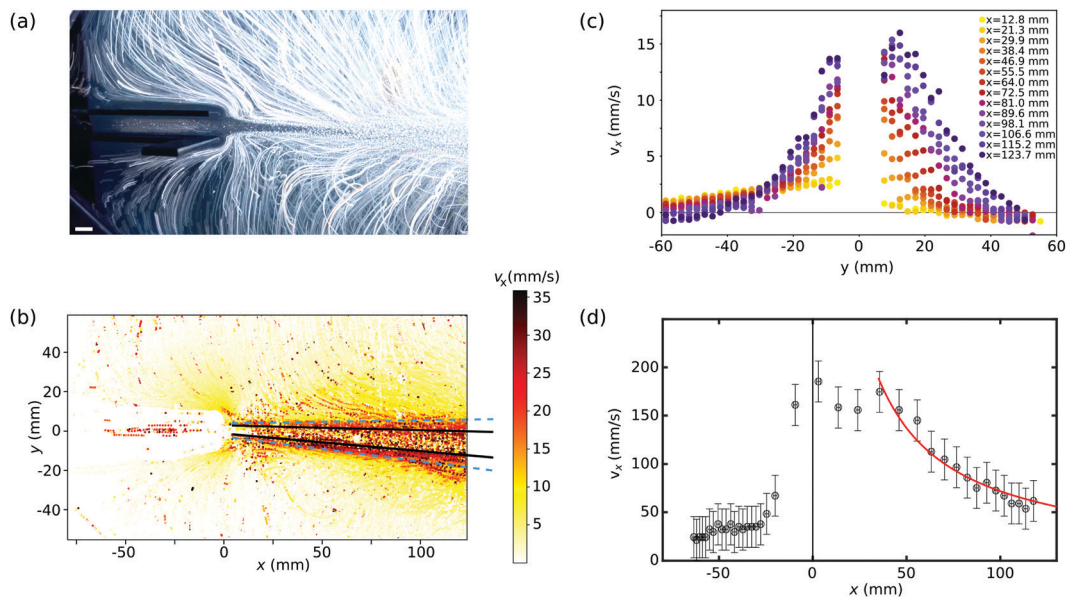 (a)
(b)
v_x(mm/s)
35
30
25
20
15
10
5
40
20
0
-20
-40
y (mm)
-50
0
50
100
x (mm)
(c)
15
10
5
0
v_x (mm/s)
-60
-40
-20
0
20
40
60
y (mm)
x=12.8 mm
x=21.3 mm
x=29.9 mm
x=38.4 mm
x=46.9 mm
x=55.5 mm
x=64.0 mm
x=72.5 mm
x=81.0 mm
x=89.6 mm
x=98.1 mm
x=106.6 mm
x=115.2 mm
x=123.7 mm
(d)
200
150
100
50
0
v_x (mm/s)
-50
0
50
100
x (mm)